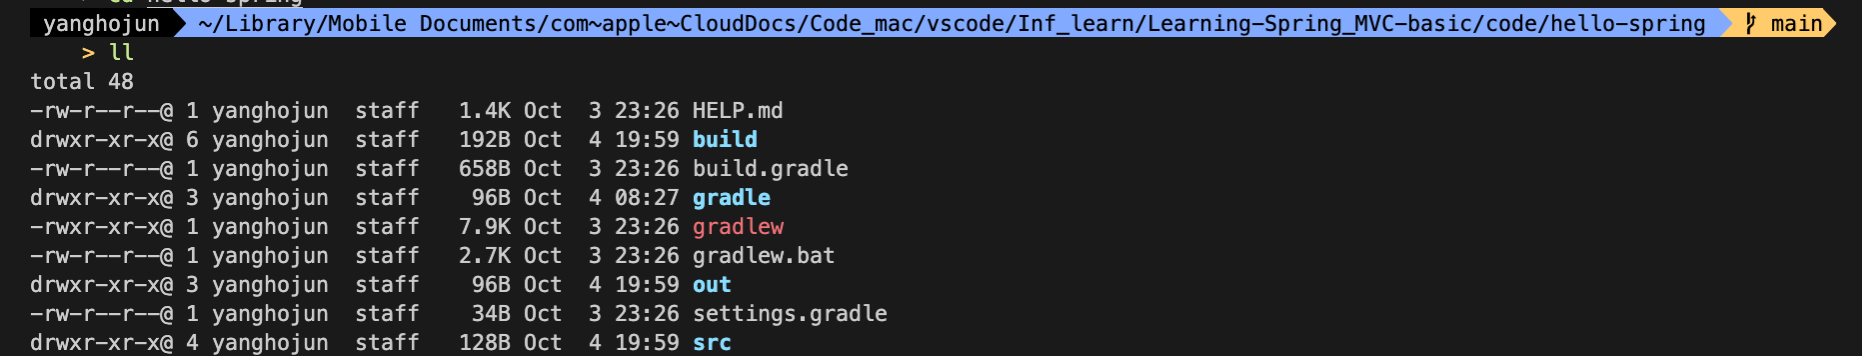 yanghojun ~/Library/Mobile Documents/com~apple~CloudDocs/Code_mac/vscode/Inf_learn/Learning-Spring_MVC-basic/code/hello-spring main
> ll
total 48
-rw-r--r--@ 1 yanghojun  staff   1.4K Oct  3 23:26 HELP.md
drwxr-xr-x@ 6 yanghojun  staff   192B Oct  4 19:59 build
-rw-r--r--@ 1 yanghojun  staff   658B Oct  3 23:26 build.gradle
drwxr-xr-x@ 3 yanghojun  staff    96B Oct  4 08:27 gradle
-rwxr-xr-x@ 1 yanghojun  staff   7.9K Oct  3 23:26 gradlew
-rw-r--r--@ 1 yanghojun  staff   2.7K Oct  3 23:26 gradlew.bat
drwxr-xr-x@ 3 yanghojun  staff    96B Oct  4 19:59 out
-rw-r--r--@ 1 yanghojun  staff    34B Oct  3 23:26 settings.gradle
drwxr-xr-x@ 4 yanghojun  staff   128B Oct  4 19:59 src